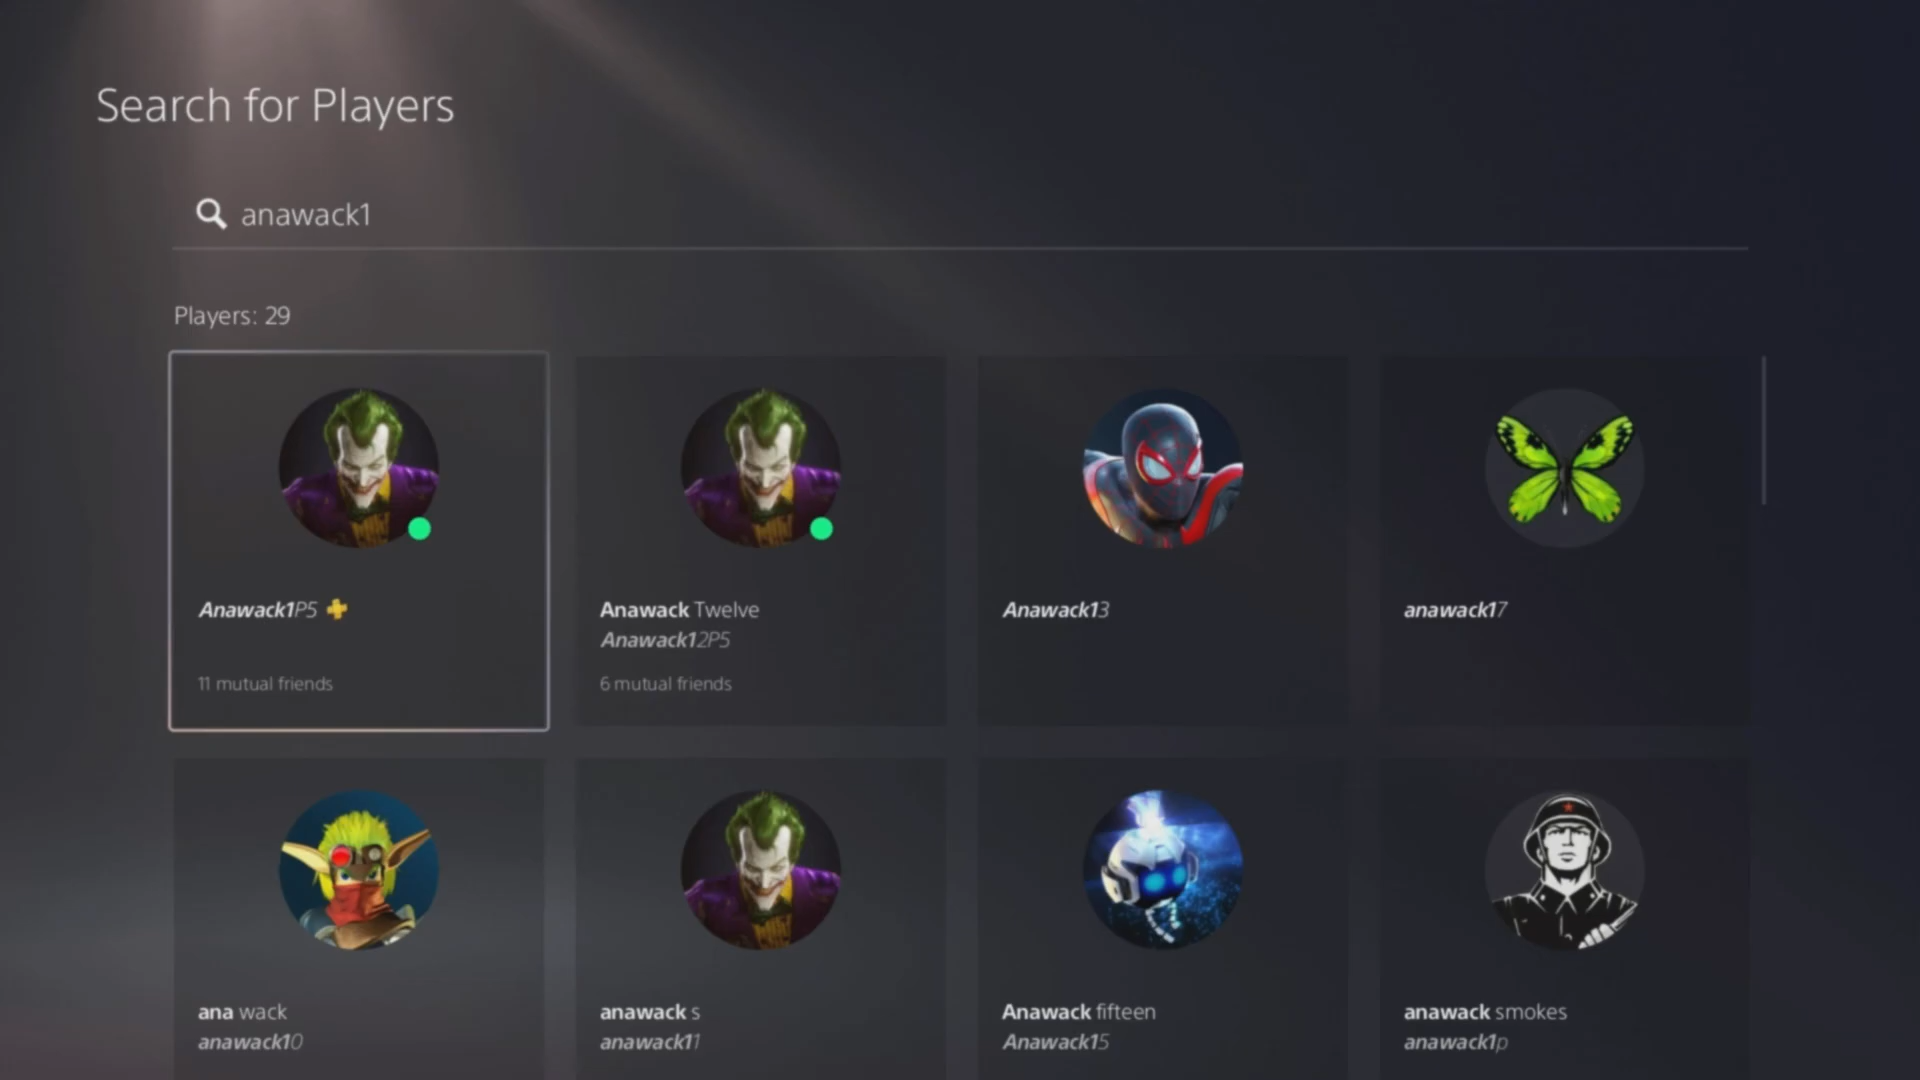 Search for Players
anawack1
Players: 29
Anawack1P5
11 mutual friends
Anawack Twelve
Anawack12P5
6 mutual friends
Anawack13
anawack17
ana wack
anawack10
anawack s
anawack11
Anawack fifteen
Anawack15
anawack smokes
anawack1p